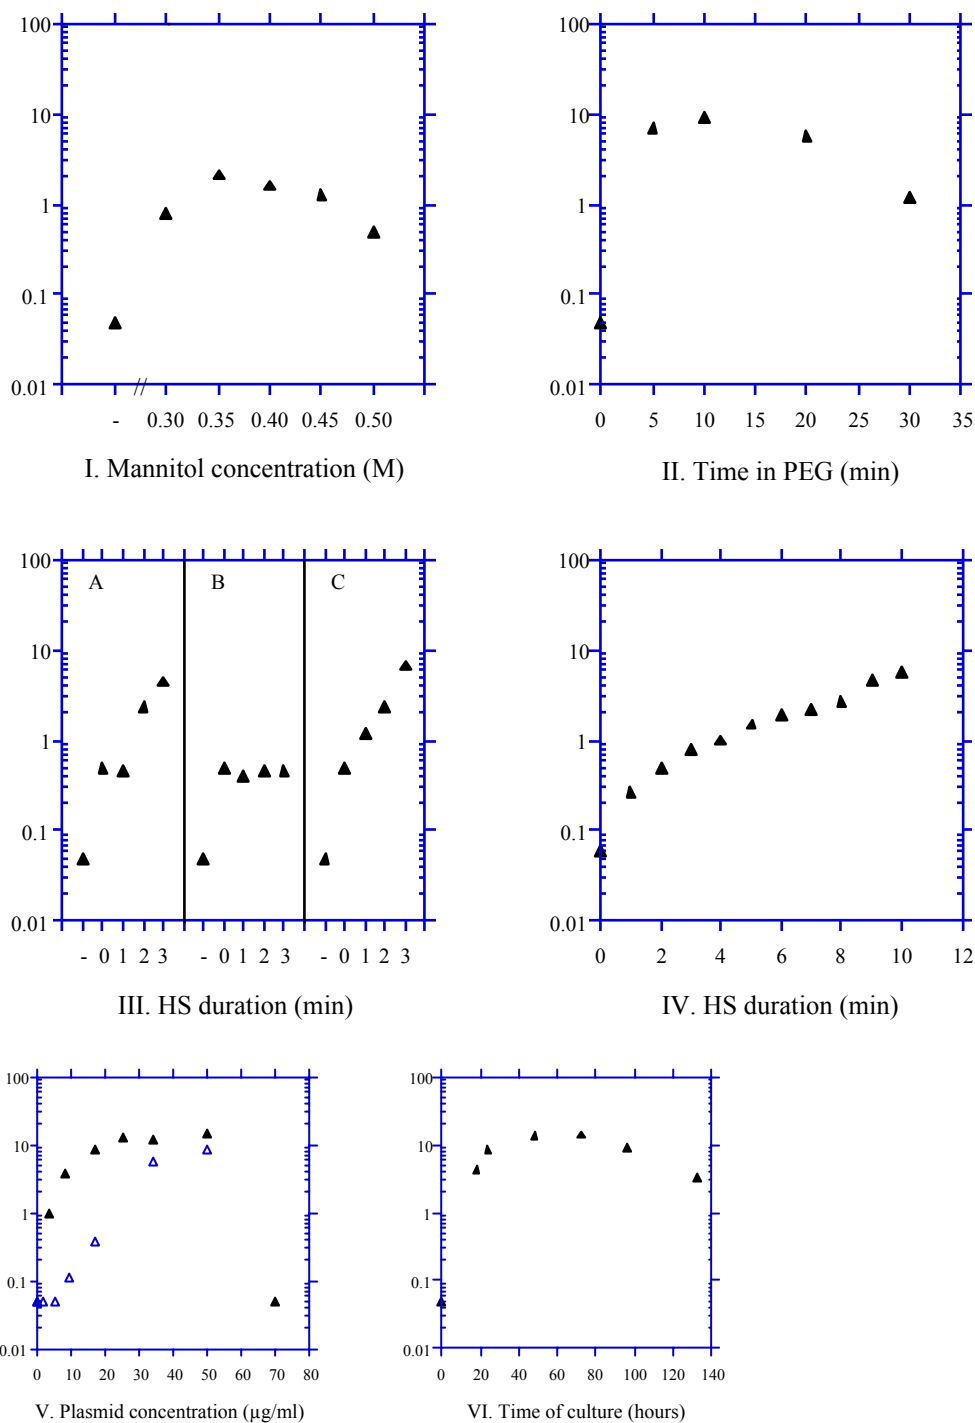 100
10
1
0.1
0.01
- // 0.30 0.35 0.40 0.45 0.50
I. Mannitol concentration (M)
100
10
1
0.1
0.01
0 5 10 15 20 25 30 35
II. Time in PEG (min)
100
10
1
0.1
0.01
A B C
- 0 1 2 3 - 0 1 2 3 - 0 1 2 3
III. HS duration (min)
100
10
1
0.1
0.01
0 2 4 6 8 10 12
IV. HS duration (min)
100
10
1
0.1
0.01
0 10 20 30 40 50 60 70 80
V. Plasmid concentration (µg/ml)
100
10
1
0.1
0.01
0 20 40 60 80 100 120 140
VI. Time of culture (hours)